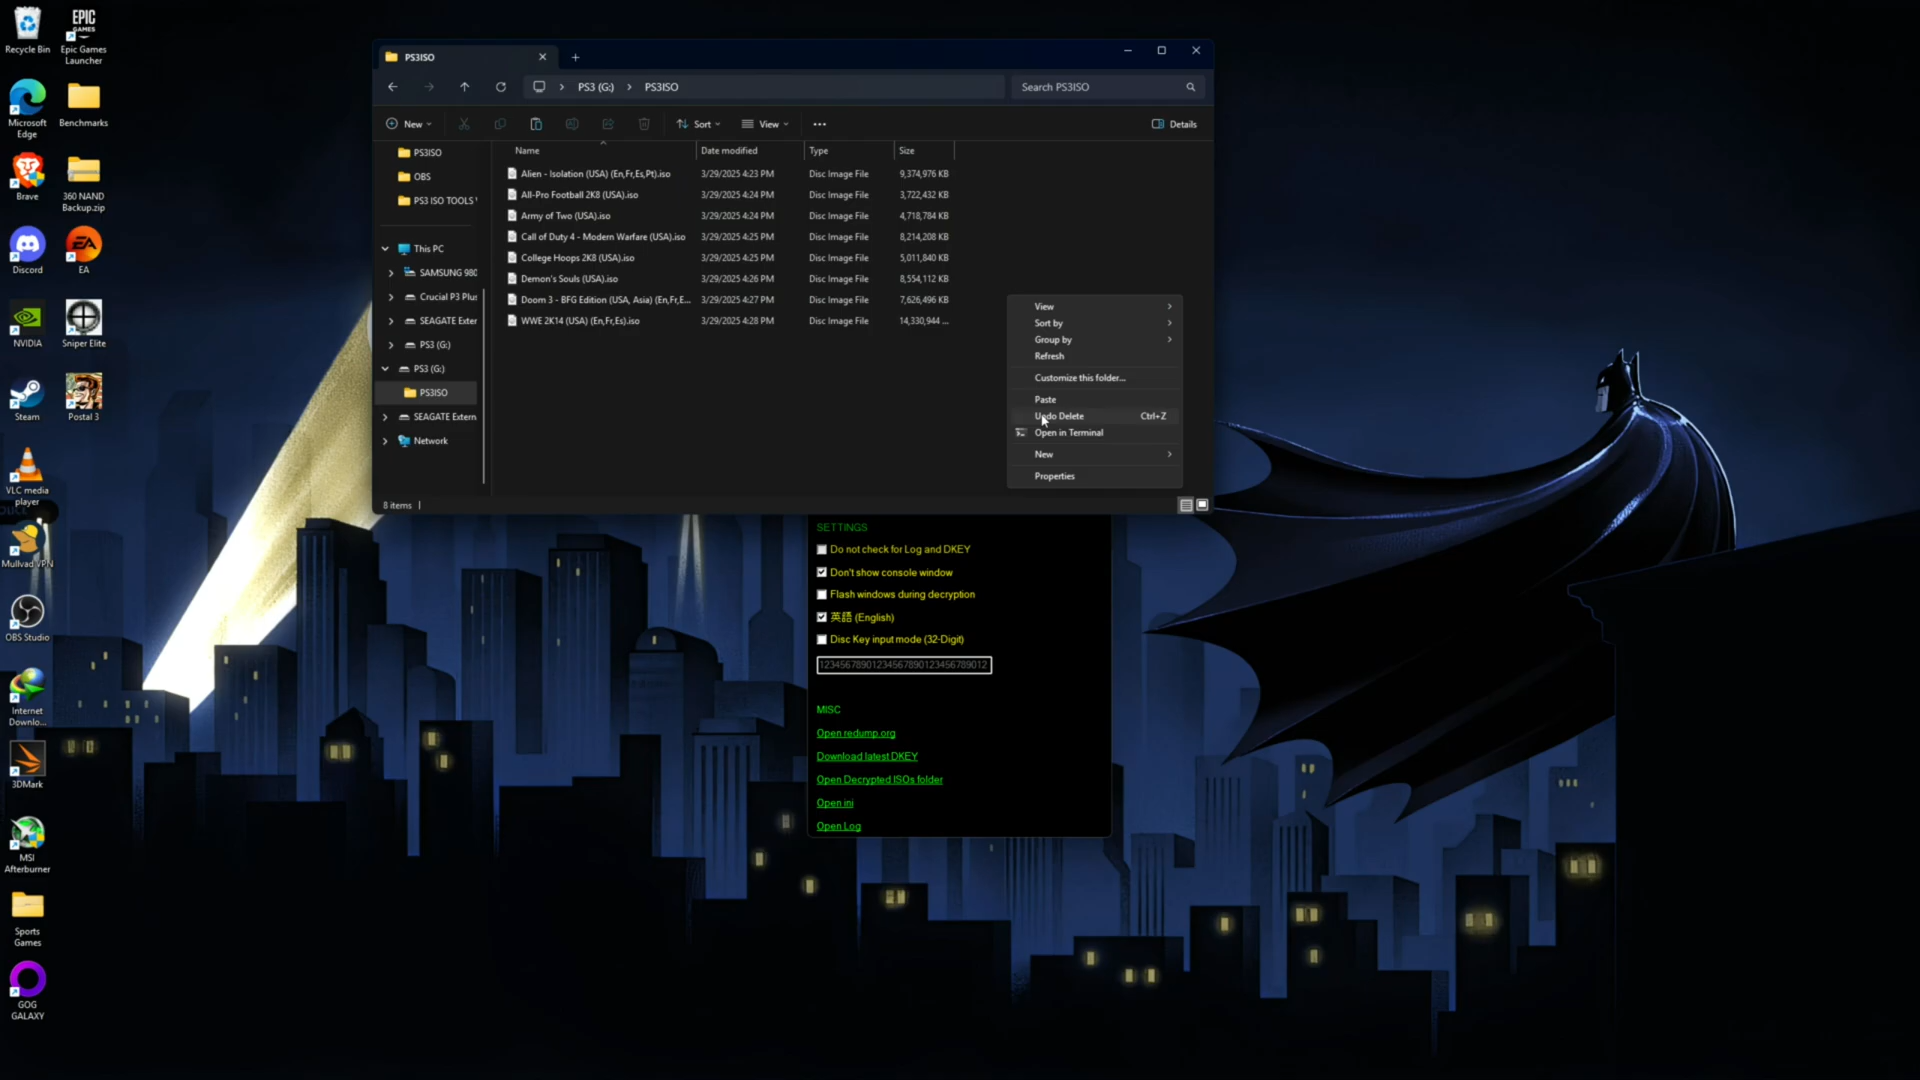 Recycle Bin
Epic Games Launcher
Microsoft Edge
Benchmarks
Brave
360 NAND Backup.zip
Discord
EA
NVIDIA
Sniper Elite
Steam
Postal 3
VLC media player
Mullvad VPN
OBS Studio
Internet Downlo...
3DMark
MSI Afterburner
Sports Games
GOG GALAXY
PS3ISO
PS3 (G:) > PS3ISO
Search PS3ISO
New
Sort
View
Details
PS3ISO
OBS
PS3 ISO TOOLS
This PC
SAMSUNG 980
Crucial P3 Plus
SEAGATE Exter
PS3 (G:)
PS3 (G:)
PS3ISO
SEAGATE Extern
Network
Name Date modified Type Size
Alien - Isolation (USA) (En,Fr,Es,Pt).iso 3/29/2025 4:23 PM Disc Image File 9,374,976 KB
All-Pro Football 2K8 (USA).iso 3/29/2025 4:24 PM Disc Image File 3,722,432 KB
Army of Two (USA).iso 3/29/2025 4:24 PM Disc Image File 4,718,784 KB
Call of Duty 4 - Modern Warfare (USA).iso 3/29/2025 4:25 PM Disc Image File 8,214,208 KB
College Hoops 2K8 (USA).iso 3/29/2025 4:25 PM Disc Image File 5,011,840 KB
Demon's Souls (USA).iso 3/29/2025 4:26 PM Disc Image File 8,554,112 KB
Doom 3 - BFG Edition (USA, Asia) (En,Fr,E... 3/29/2025 4:27 PM Disc Image File 7,626,496 KB
WWE 2K14 (USA) (En,Fr,Es).iso 3/29/2025 4:28 PM Disc Image File 14,330,944 ...
View
Sort by
Group by
Refresh
Customize this folder...
Paste
Undo Delete Ctrl+Z
Open in Terminal
New
Properties
8 items
SETTINGS
Do not check for Log and DKEY
Don't show console window
Flash windows during decryption
英語 (English)
Disc Key input mode (32-Digit)
12345678901234567890123456789012
MISC
Open redump.org
Download latest DKEY
Open Decrypted ISOs folder
Open ini
Open Log